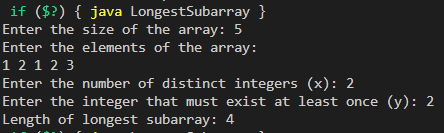 if ($?) { java LongestSubarray }
Enter the size of the array: 5
Enter the elements of the array:
1 2 1 2 3
Enter the number of distinct integers (x): 2
Enter the integer that must exist at least once (y): 2
Length of longest subarray: 4